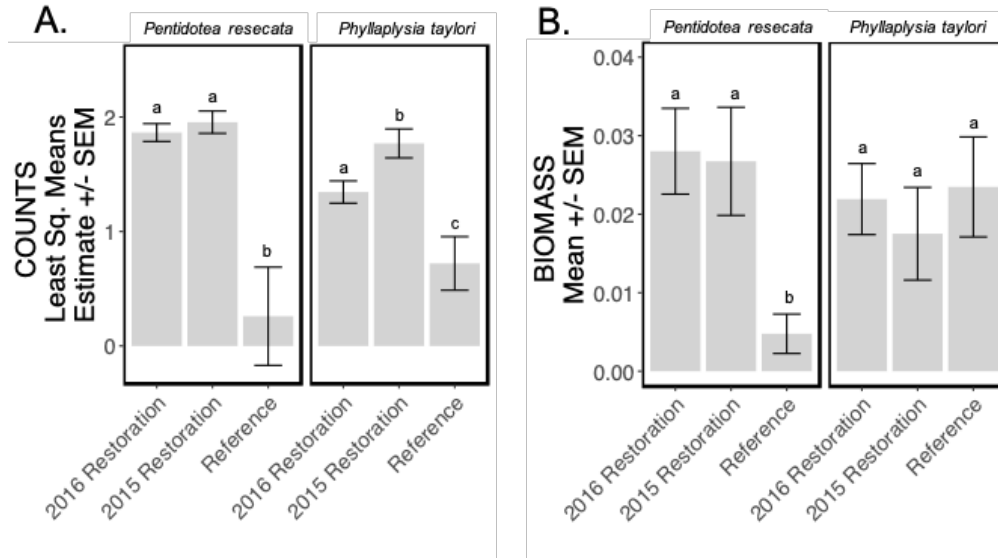 A.
Pentidotea resecata
Phyllaplysia taylori
COUNTS
Least Sq. Means
Estimate +/- SEM
2
1
0
a
a
b
a
b
c
2016 Restoration
2015 Restoration
Reference
2016 Restoration
2015 Restoration
Reference
B.
Pentidotea resecata
Phyllaplysia taylori
BIOMASS
Mean +/- SEM
0.04
0.03
0.02
0.01
0.00
a
a
b
a
a
a
2016 Restoration
2015 Restoration
Reference
2016 Restoration
2015 Restoration
Reference